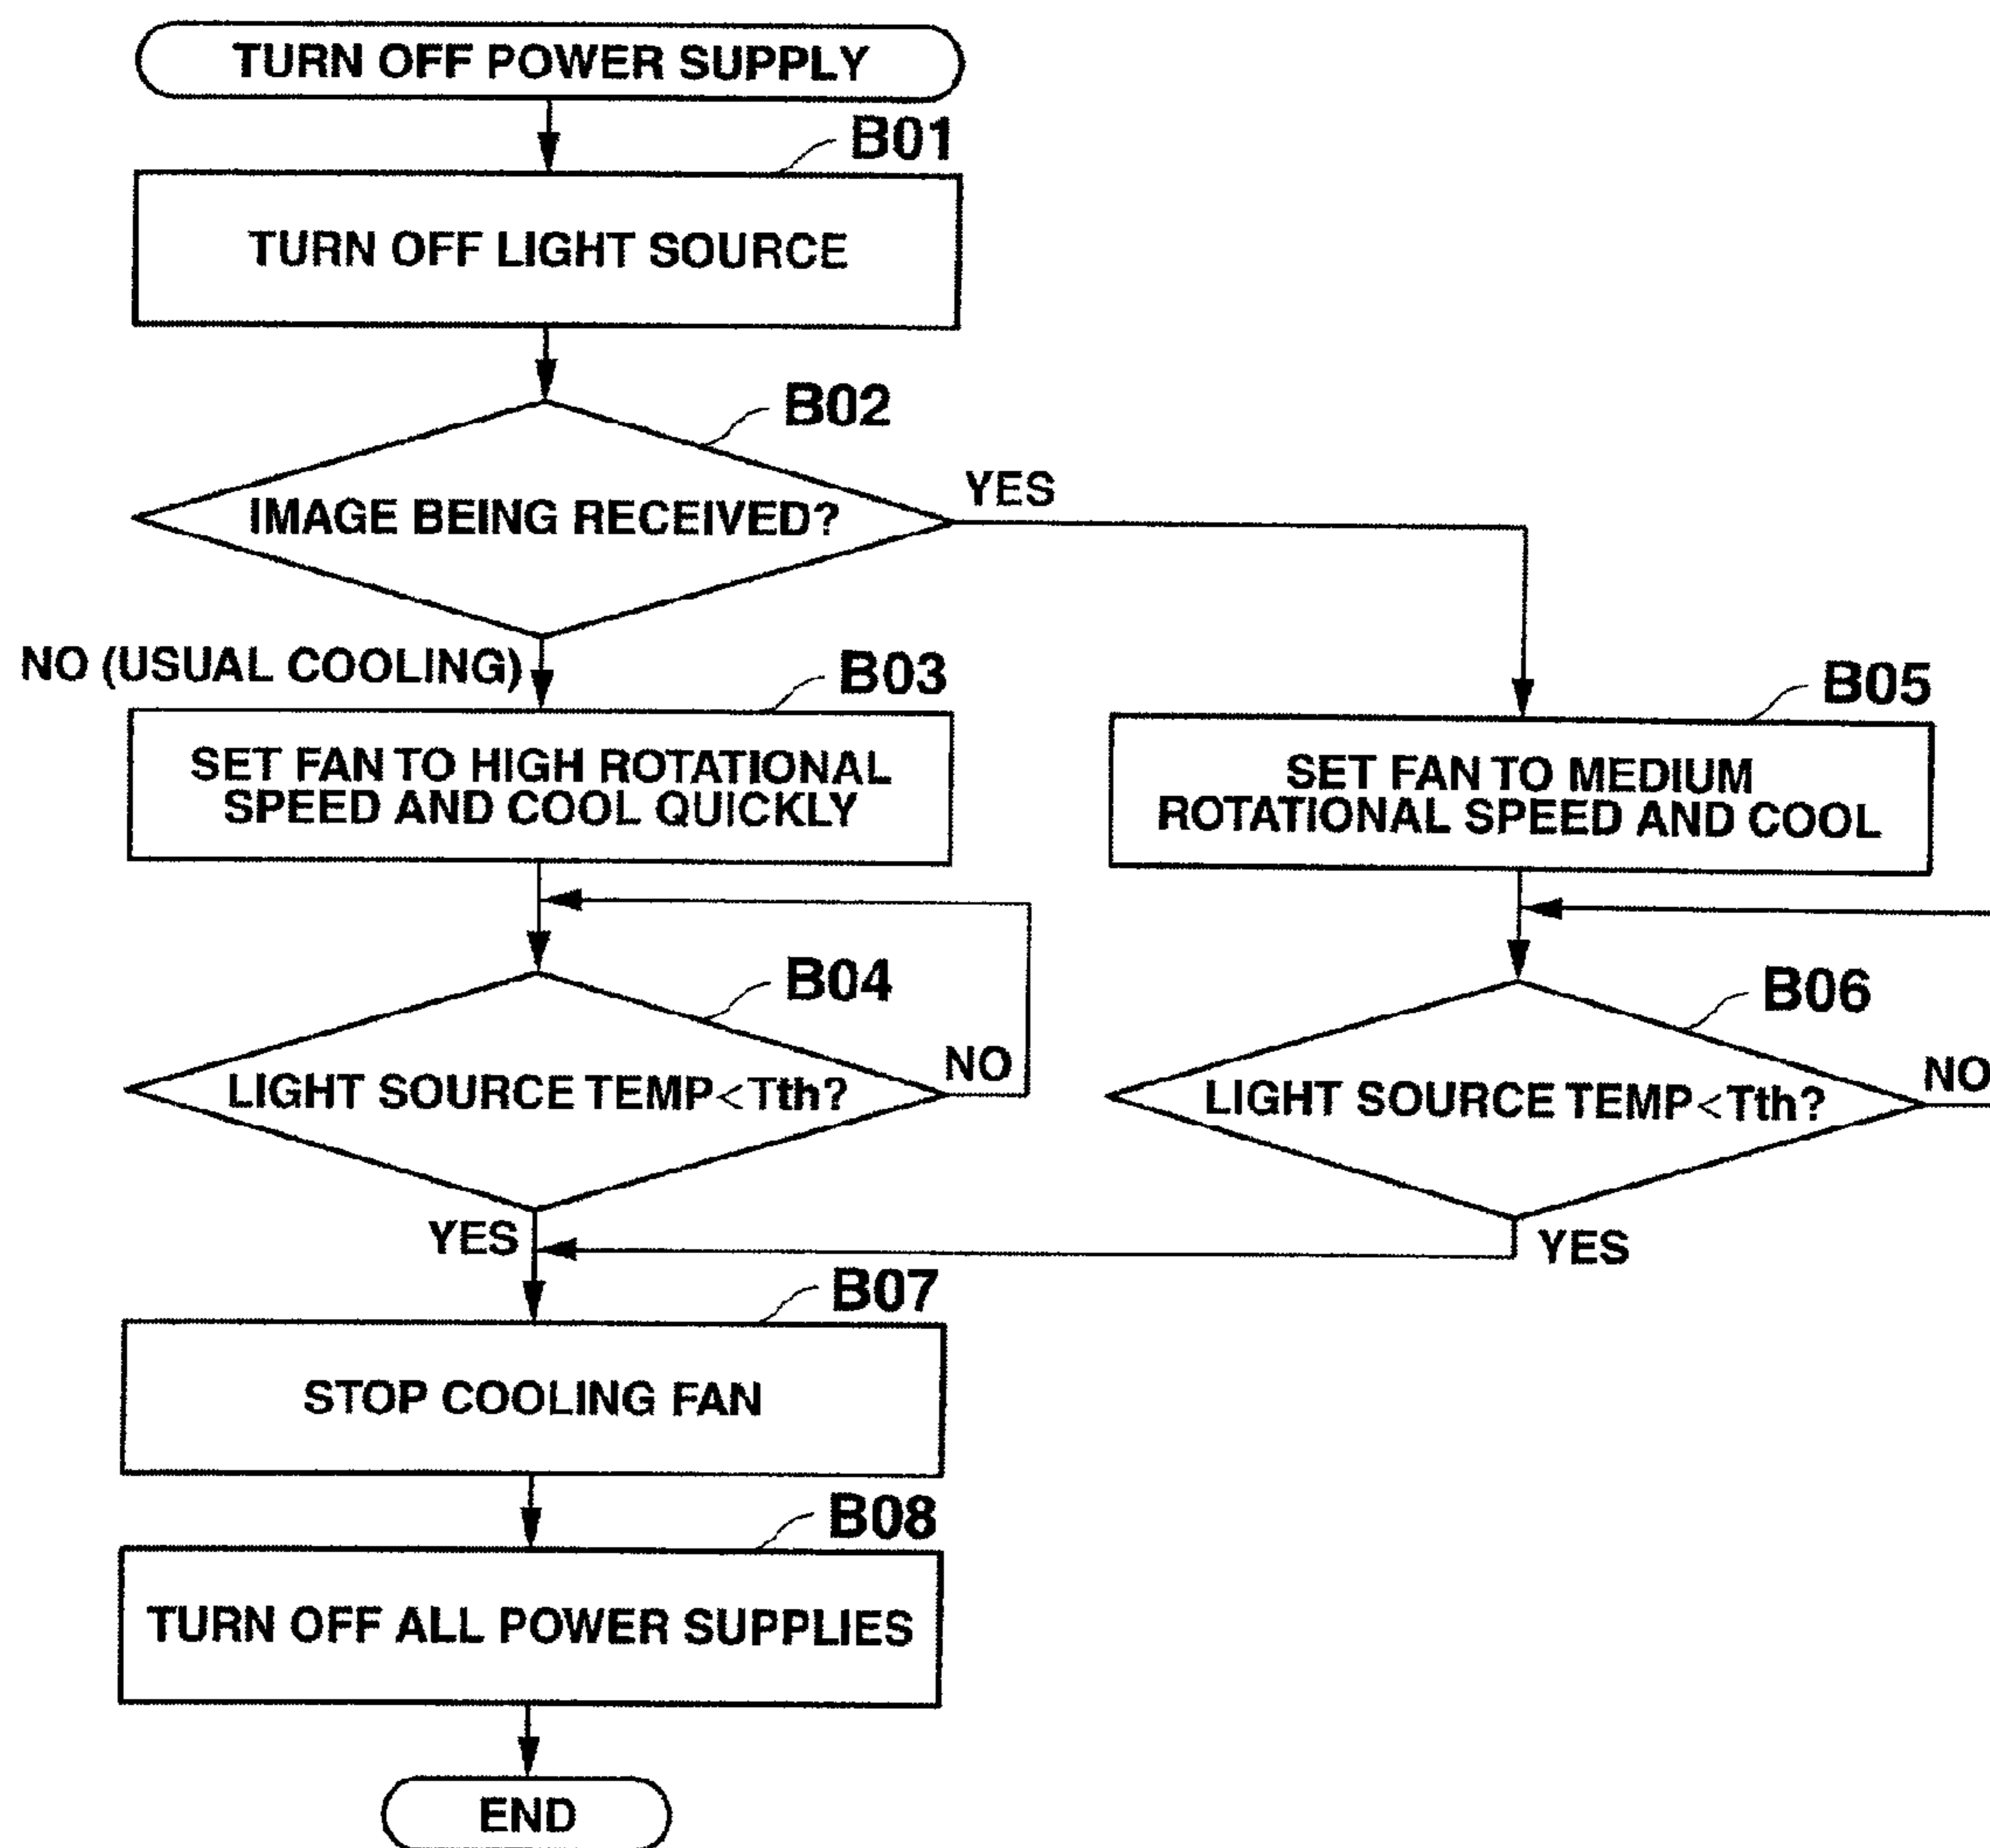 TURN OFF POWER SUPPLY
B01
TURN OFF LIGHT SOURCE
B02
IMAGE BEING RECEIVED?
YES
NO (USUAL COOLING)
B03
SET FAN TO HIGH ROTATIONAL
SPEED AND COOL QUICKLY
B05
SET FAN TO MEDIUM
ROTATIONAL SPEED AND COOL
B04
LIGHT SOURCE TEMP<Tth?
NO
YES
B06
LIGHT SOURCE TEMP<Tth?
NO
YES
B07
STOP COOLING FAN
B08
TURN OFF ALL POWER SUPPLIES
END